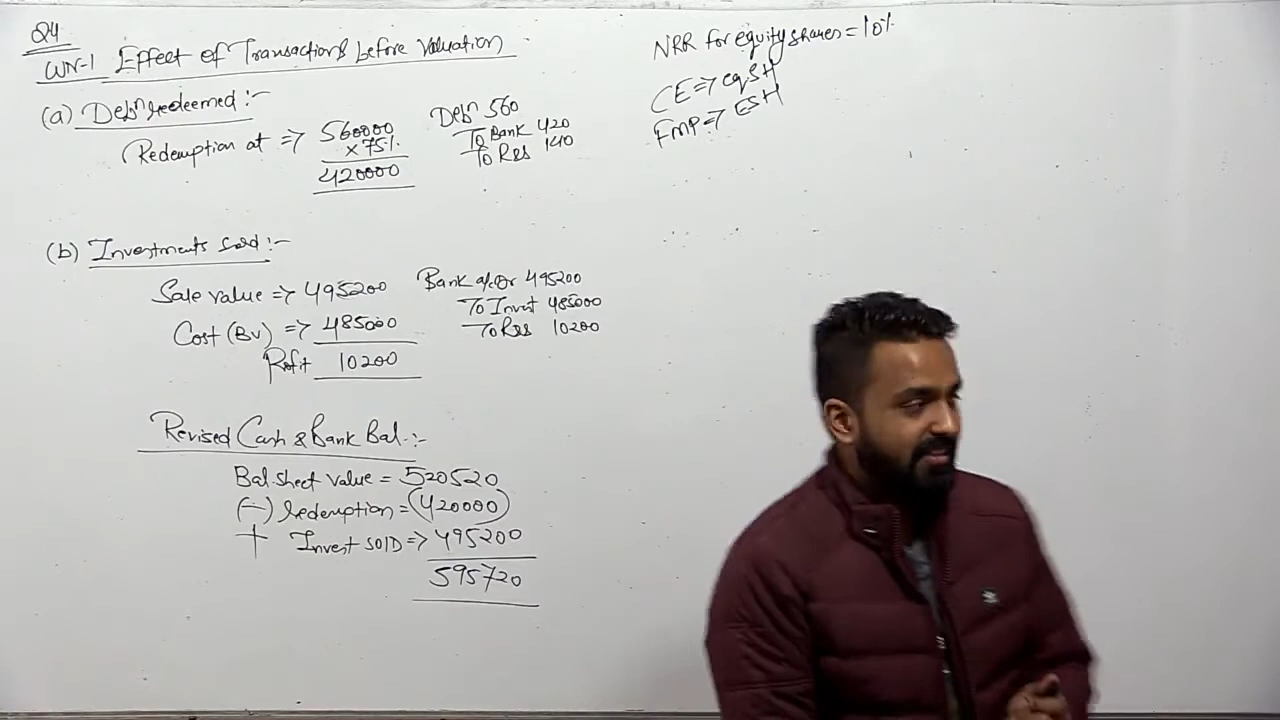 Q4
WN-1 Effect of Transactions before Valuation
(a) Debn redeemed :-
Redemption at => 560000
x 75%
420000
Debn 560
To Bank 420
To Res 140
(b) Investments sold :-
Sale value => 495200
Cost (BV) => 485000
Profit 10200
Bank a/c Dr 495200
To Invest 485000
To Res 10200
Revised Cash & Bank Bal :-
Bal sheet value = 520520
(-) Redemption = (420000)
+ Invest SOLD => 495200
595720
NRR for equity shares = 10%
CE => eqSH
FMP => ESH